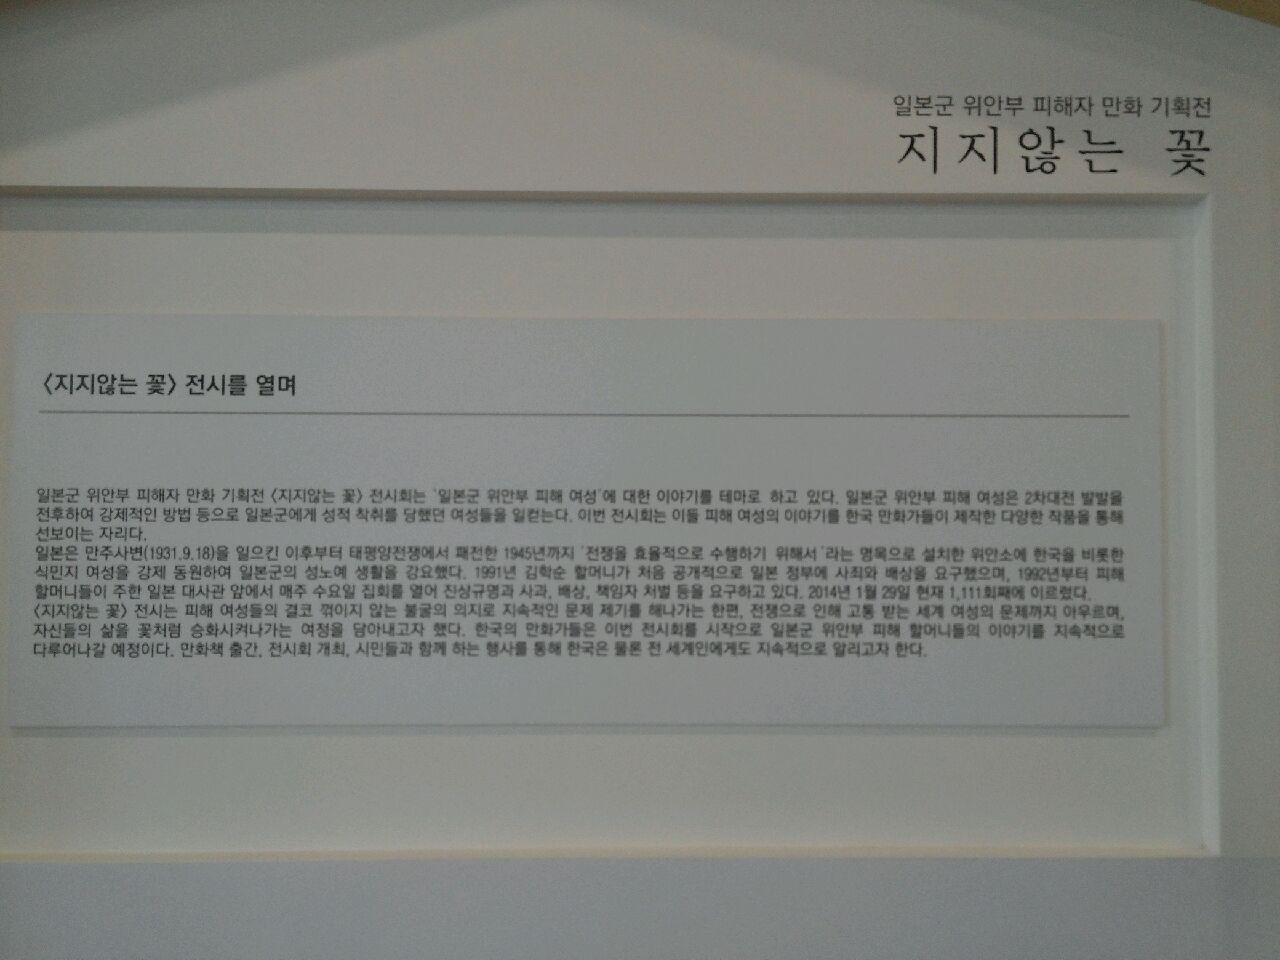 일본군 위안부 피해자 만화 기획전
지지않는 꽃
<지지않는 꽃> 전시를 열며
일본군 위안부 피해자 만화 기획전 <지지않는 꽃> 전시회는 '일본군 위안부 피해 여성'에 대한 이야기를 테마로 하고 있다. 일본군 위안부 피해 여성은 2차대전 발발을
전후하여 강제적인 방법 등으로 일본군에게 성적 착취를 당했던 여성들을 일컫는다. 이번 전시회는 이들 피해 여성의 이야기를 한국 만화가들이 제작한 다양한 작품을 통해
선보이는 자리다.
일본은 만주사변(1931.9.18)을 일으킨 이후부터 태평양전쟁에서 패전한 1945년까지 '전쟁을 효율적으로 수행하기 위해서'라는 명목으로 설치한 위안소에 한국을 비롯한
식민지 여성을 강제 동원하여 일본군의 성노예 생활을 강요했다. 1991년 김학순 할머니가 처음 공개적으로 일본 정부에 사죄와 배상을 요구했으며, 1992년부터 피해
할머니들이 주한 일본 대사관 앞에서 매주 수요일 집회를 열어 진상규명과 사과, 배상, 책임자 처벌 등을 요구하고 있다. 2014년 1월 29일 현재 1,111회째에 이르렀다.
<지지않는 꽃> 전시는 피해 여성들의 결코 꺾이지 않는 불굴의 의지로 지속적인 문제 제기를 해나가는 한편, 전쟁으로 인해 고통 받는 세계 여성의 문제까지 아우르며,
자신들의 삶을 꽃처럼 승화시켜나가는 여정을 담아내고자 했다. 한국의 만화가들은 이번 전시회를 시작으로 일본군 위안부 피해 할머니들의 이야기를 지속적으로
다루어나갈 예정이다. 만화책 출간, 전시회 개최, 시민들과 함께 하는 행사를 통해 한국은 물론 전 세계인에게도 지속적으로 알리고자 한다.